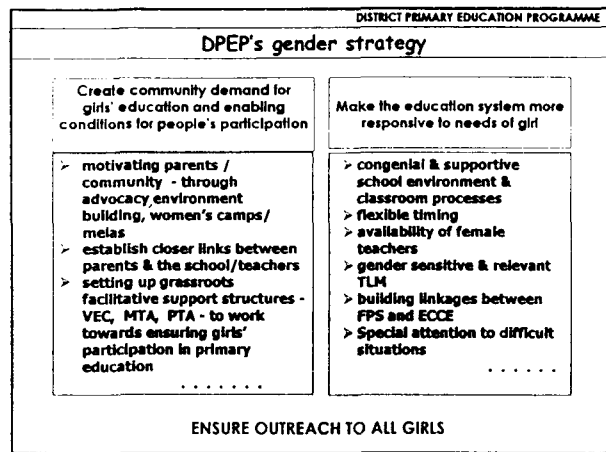 DISTRICT PRIMARY EDUCATION PROGRAMME
DPEP's gender strategy
Create community demand for
girls' education and enabling
conditions for people's participation
➢ motivating parents /
community - through
advocacy, environment
building, women's camps/
melas
➢ establish closer links between
parents & the school/teachers
➢ setting up grassroots
facilitative support structures -
VEC, MTA, PTA - to work
towards ensuring girls'
participation in primary
education
. . . . . . .
Make the education system more
responsive to needs of girl
➢ congenial & supportive
school environment &
classroom processes
➢ flexible timing
➢ availability of female
teachers
➢ gender sensitive & relevant
TLM
➢ building linkages between
FPS and ECCE
➢ Special attention to difficult
situations
. . . . . .
ENSURE OUTREACH TO ALL GIRLS